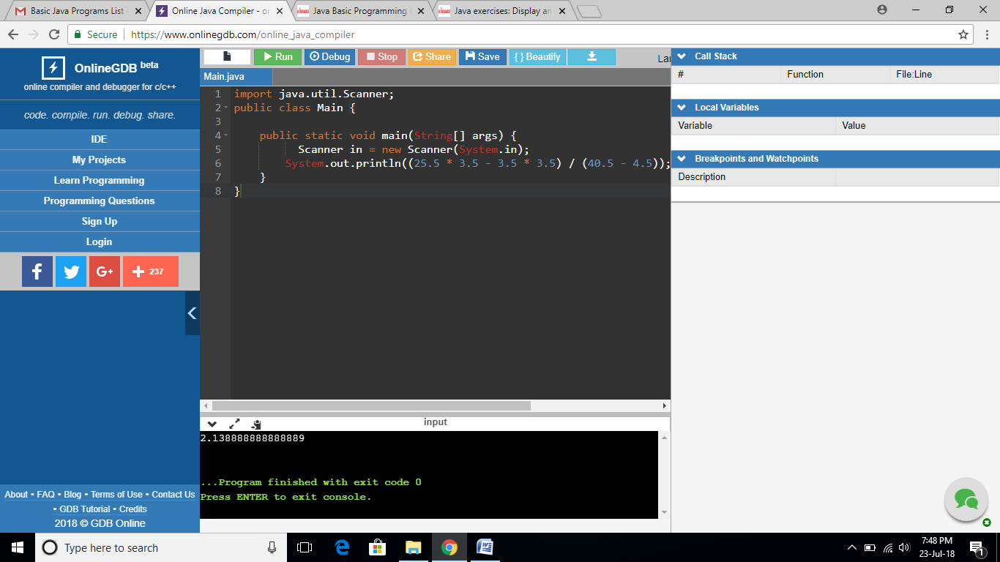 Basic Java Programs List -
Online Java Compiler - or
Java Basic Programming
Java exercises: Display an
Secure
https://www.onlinegdb.com/online_java_compiler
OnlineGDB beta
online compiler and debugger for c/c++
code. compile. run. debug. share.
IDE
My Projects
Learn Programming
Programming Questions
Sign Up
Login
237
About • FAQ • Blog • Terms of Use • Contact Us
• GDB Tutorial • Credits
2018 © GDB Online
Run Debug Stop Share Save { } Beautify Lar
Main.java
1 import java.util.Scanner;
2 public class Main {
3
4 public static void main(String[] args) {
5 Scanner in = new Scanner(System.in);
6 System.out.println((25.5 * 3.5 - 3.5 * 3.5) / (40.5 - 4.5));
7 }
8 }
input
2.138888888888889
...Program finished with exit code 0
Press ENTER to exit console.
Call Stack
# Function File:Line
Local Variables
Variable Value
Breakpoints and Watchpoints
Description
Type here to search
7:48 PM
23-Jul-18
1